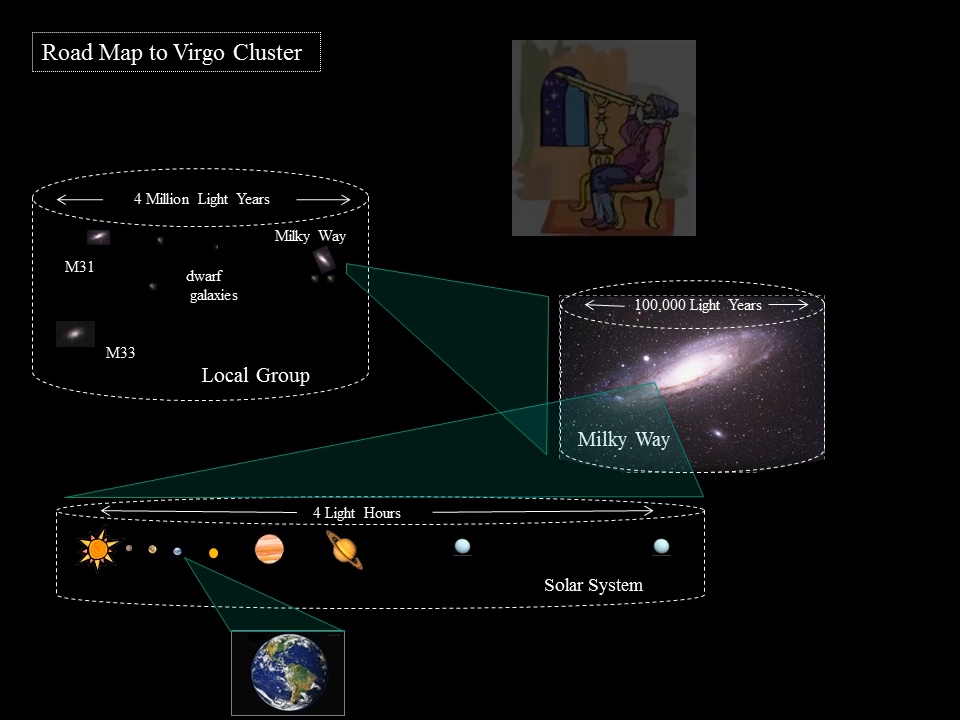 Road Map to Virgo Cluster
4 Million Light Years
Milky Way
M31
dwarf
galaxies
M33
Local Group
100,000 Light Years
Milky Way
4 Light Hours
Solar System